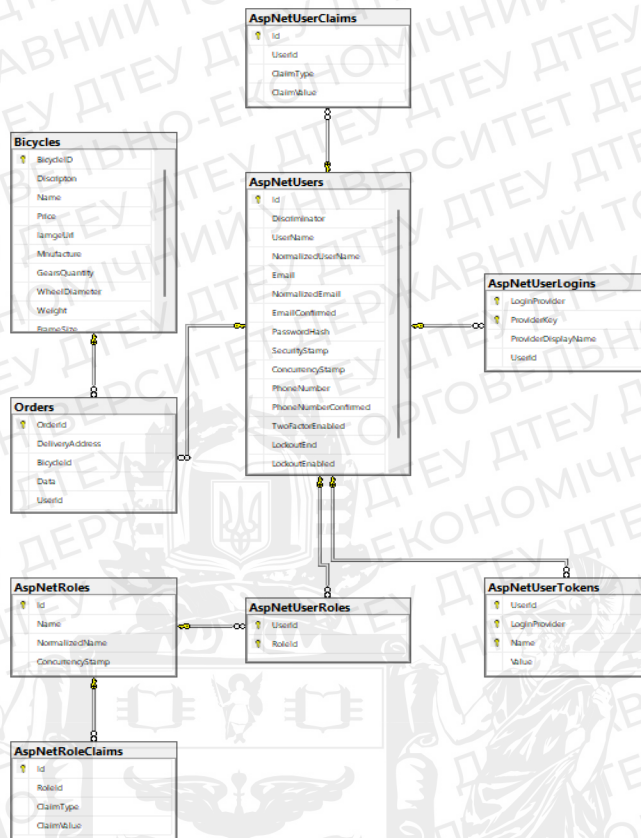 AspNetUserClaims
Id
UserId
ClaimType
ClaimValue
Bicycles
BicycleID
Discripton
Name
Price
IamgeUrl
Mnufacture
GearsQuantity
WheelDiameter
Weight
FrameSize
AspNetUsers
Id
Discriminator
UserName
NormalizedUserName
Email
NormalizedEmail
EmailConfirmed
PasswordHash
SecurityStamp
ConcurrencyStamp
PhoneNumber
PhoneNumberConfirmed
TwoFactorEnabled
LockoutEnd
LockoutEnabled
AspNetUserLogins
LoginProvider
ProviderKey
ProviderDisplayName
UserId
Orders
OrderId
DeliveryAddress
BicycleId
Data
UserId
AspNetRoles
Id
Name
NormalizedName
ConcurrencyStamp
AspNetUserRoles
UserId
RoleId
AspNetUserTokens
UserId
LoginProvider
Name
Value
AspNetRoleClaims
Id
RoleId
ClaimType
ClaimValue